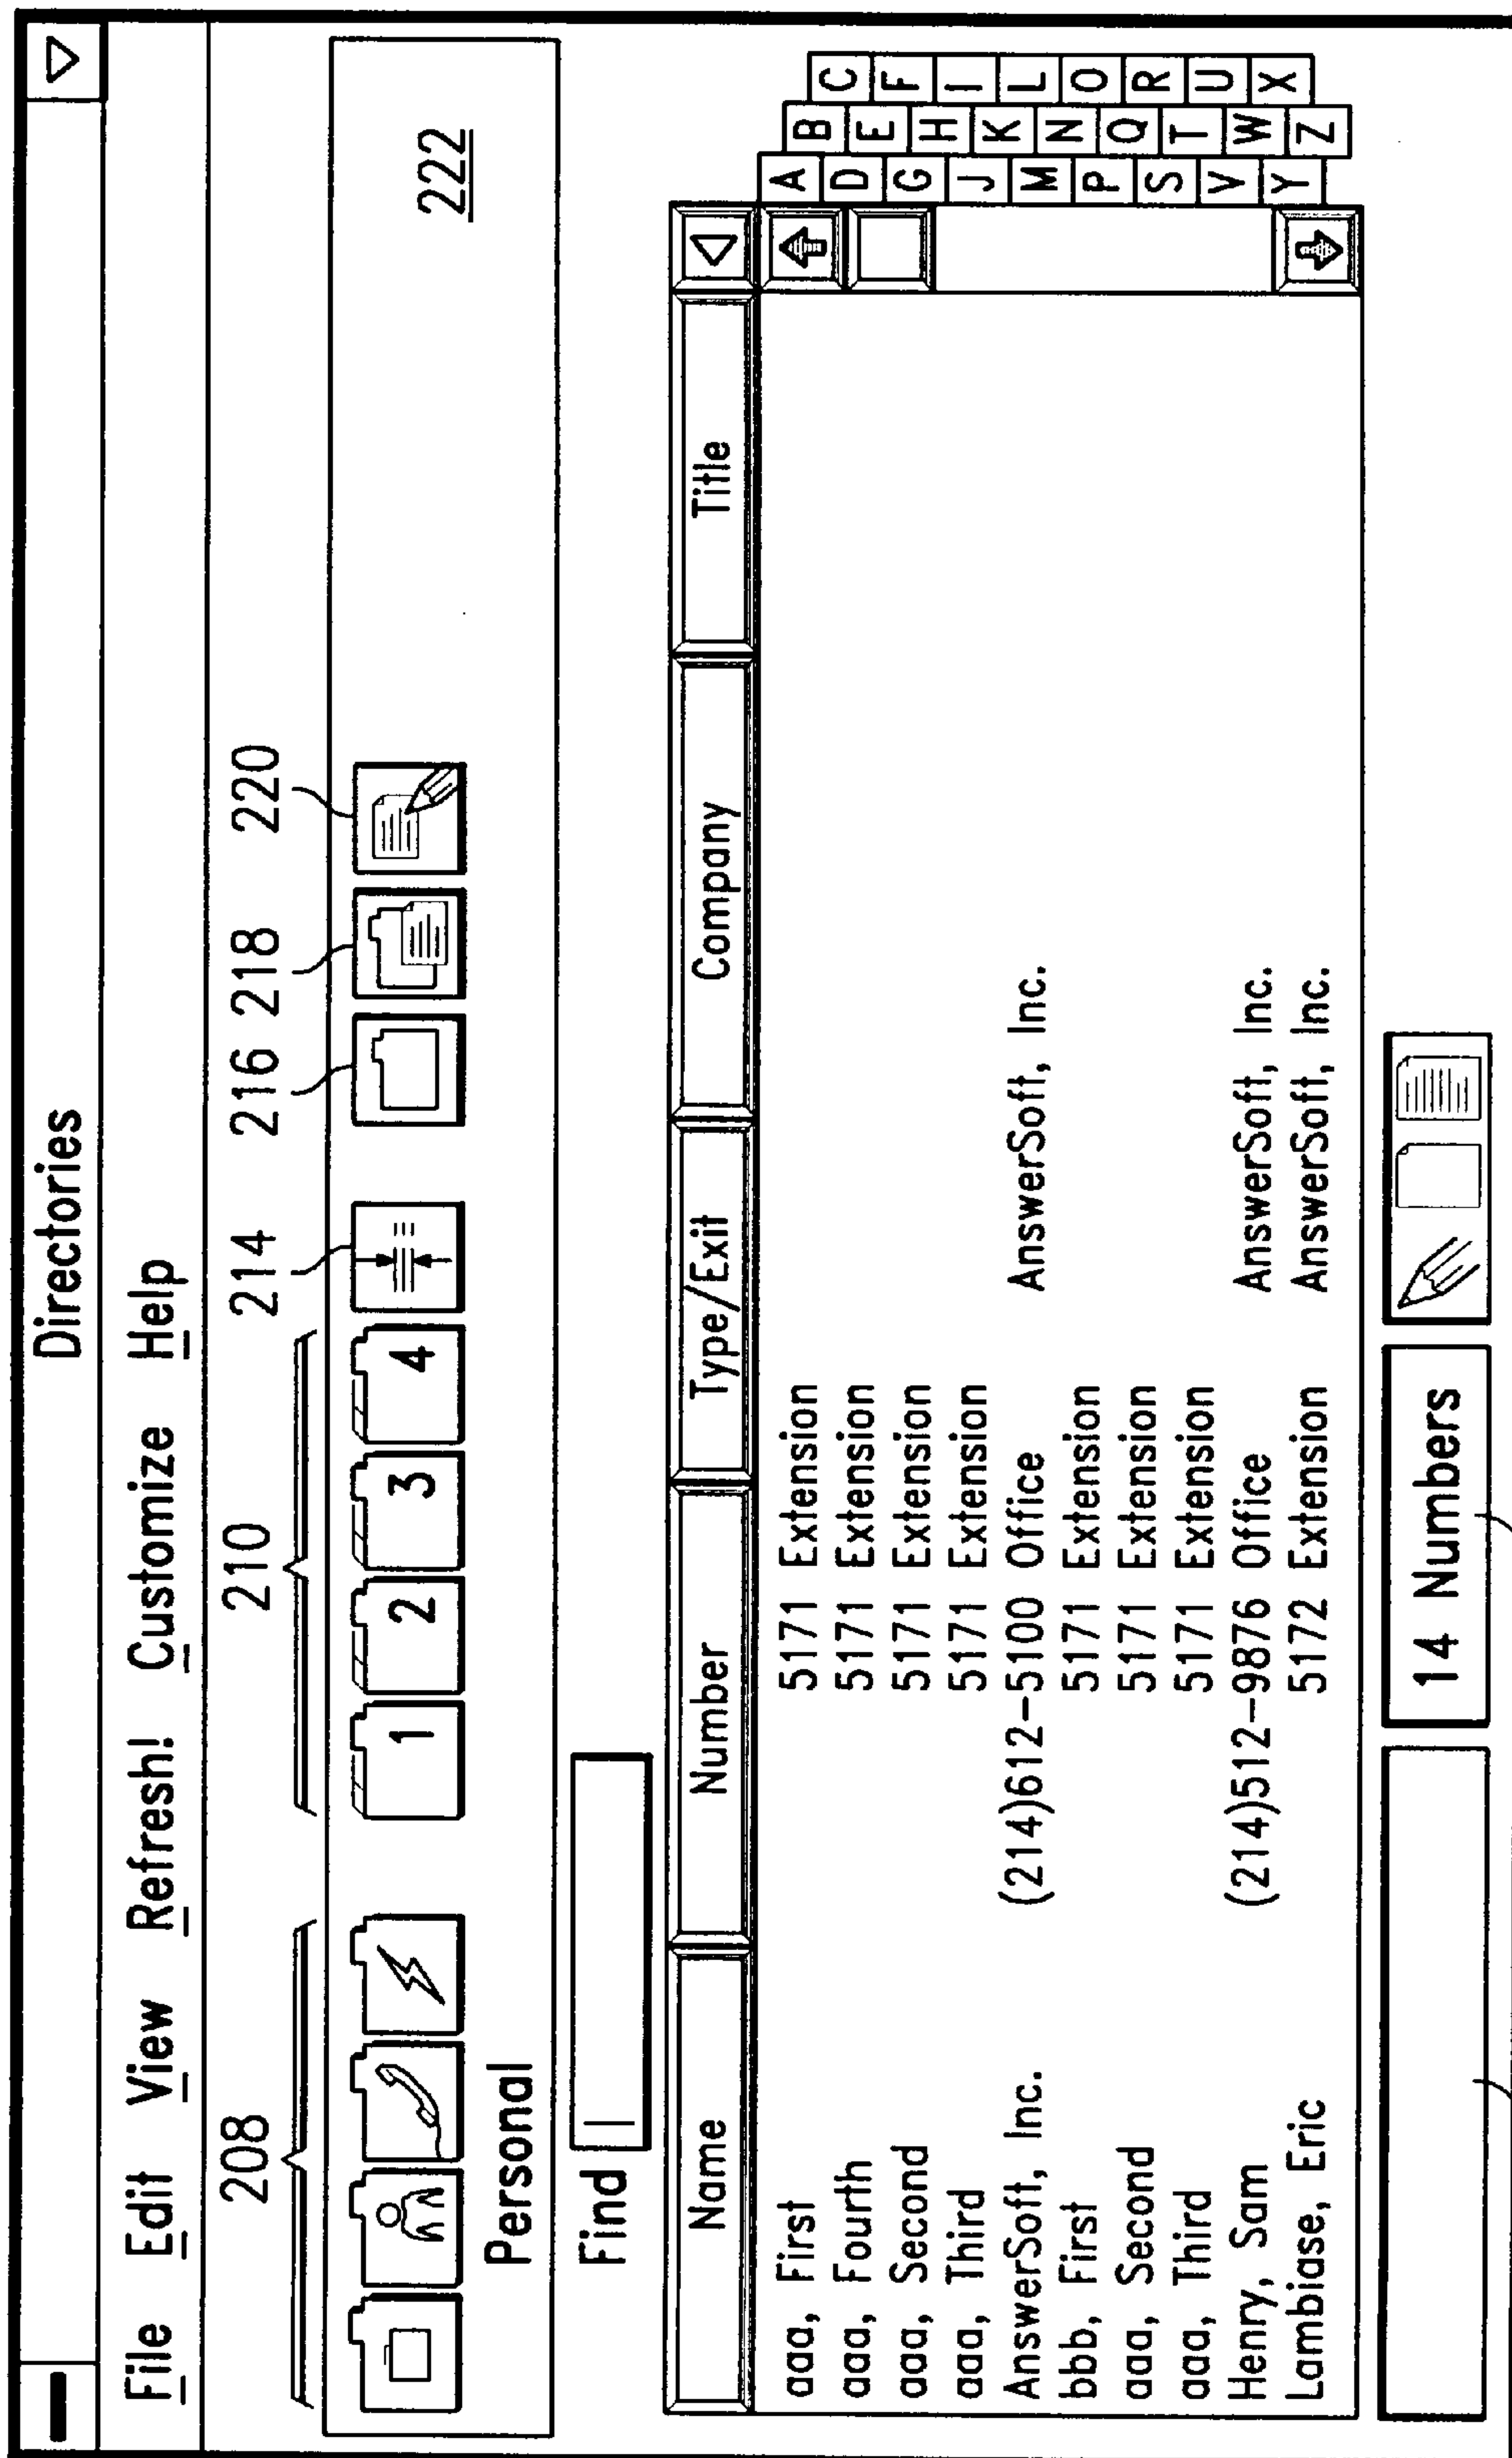 Directories
File Edit View Refresh! Customize Help
208 210 214 216 218 220
1 2 3 4
222
Personal
Find
Name Number Type/Exit Company Title
aaa, First 5171 Extension
aaa, Fourth 5171 Extension
aaa, Second 5171 Extension
aaa, Third 5171 Extension
AnswerSoft, Inc. (214)612-5100 Office AnswerSoft, Inc.
bbb, First 5171 Extension
aaa, Second 5171 Extension
aaa, Third 5171 Extension
Henry, Sam (214)512-9876 Office AnswerSoft, Inc.
Lambiase, Eric 5172 Extension AnswerSoft, Inc.
A B C
D E F
G H I
J K L
M N O
P Q R
S T U
V W X
Y Z
14 Numbers